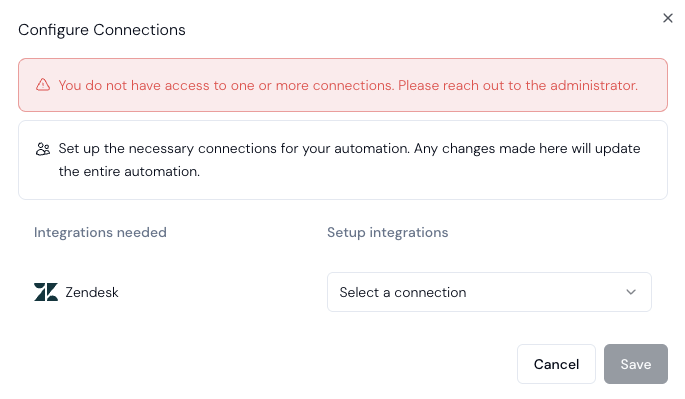 Configure Connections
You do not have access to one or more connections. Please reach out to the administrator.
Set up the necessary connections for your automation. Any changes made here will update
the entire automation.
Integrations needed
Setup integrations
Zendesk
Select a connection
Cancel
Save